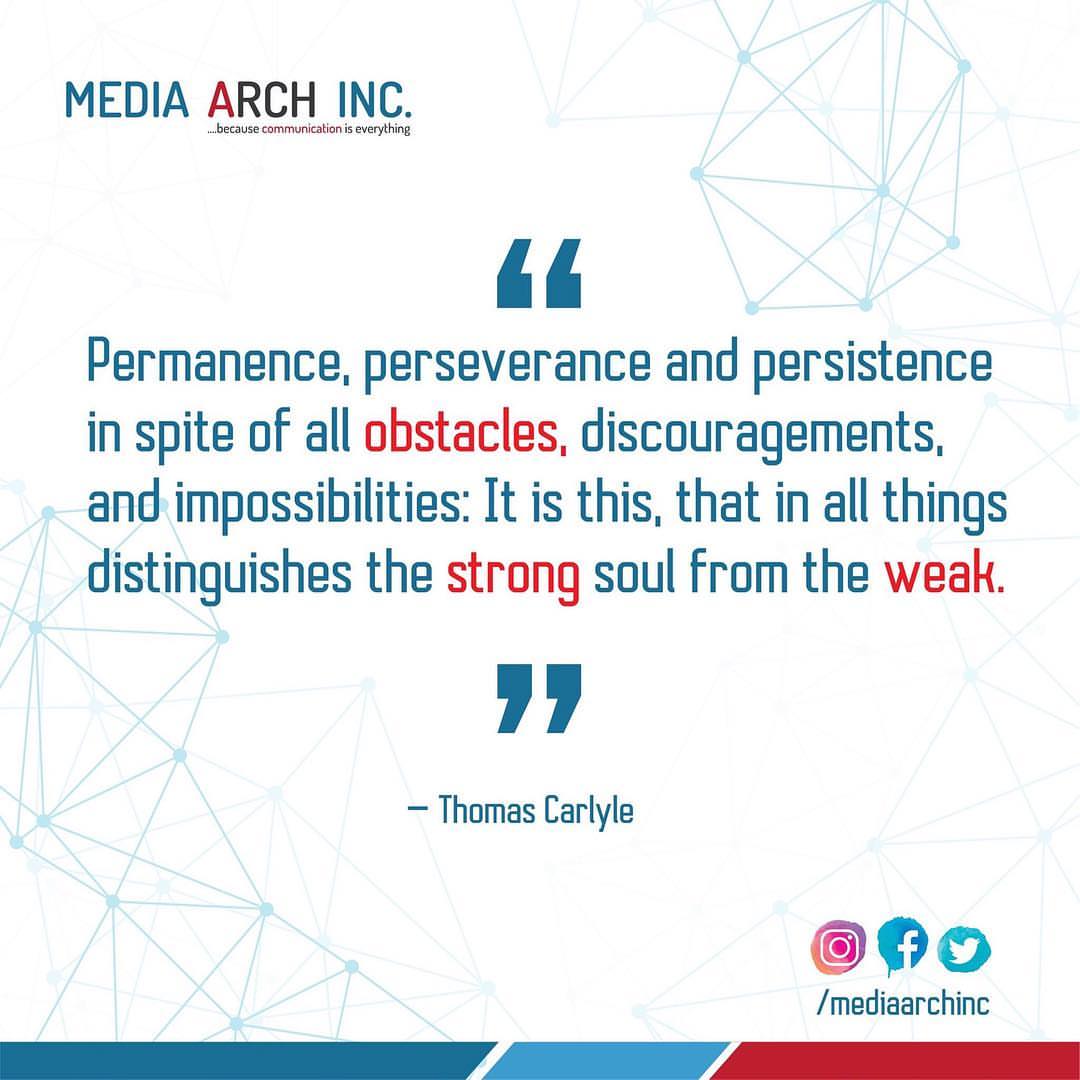 MEDIA ARCH INC.
....because communication is everything
“
Permanence, perseverance and persistence
in spite of all obstacles, discouragements,
and impossibilities: It is this, that in all things
distinguishes the strong soul from the weak.
”
– Thomas Carlyle
/mediaarchinc